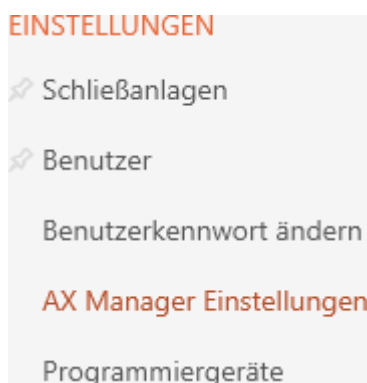 EINSTELLUNGEN
Schließanlagen
Benutzer
Benutzerkennwort ändern
AX Manager Einstellungen
Programmiergeräte